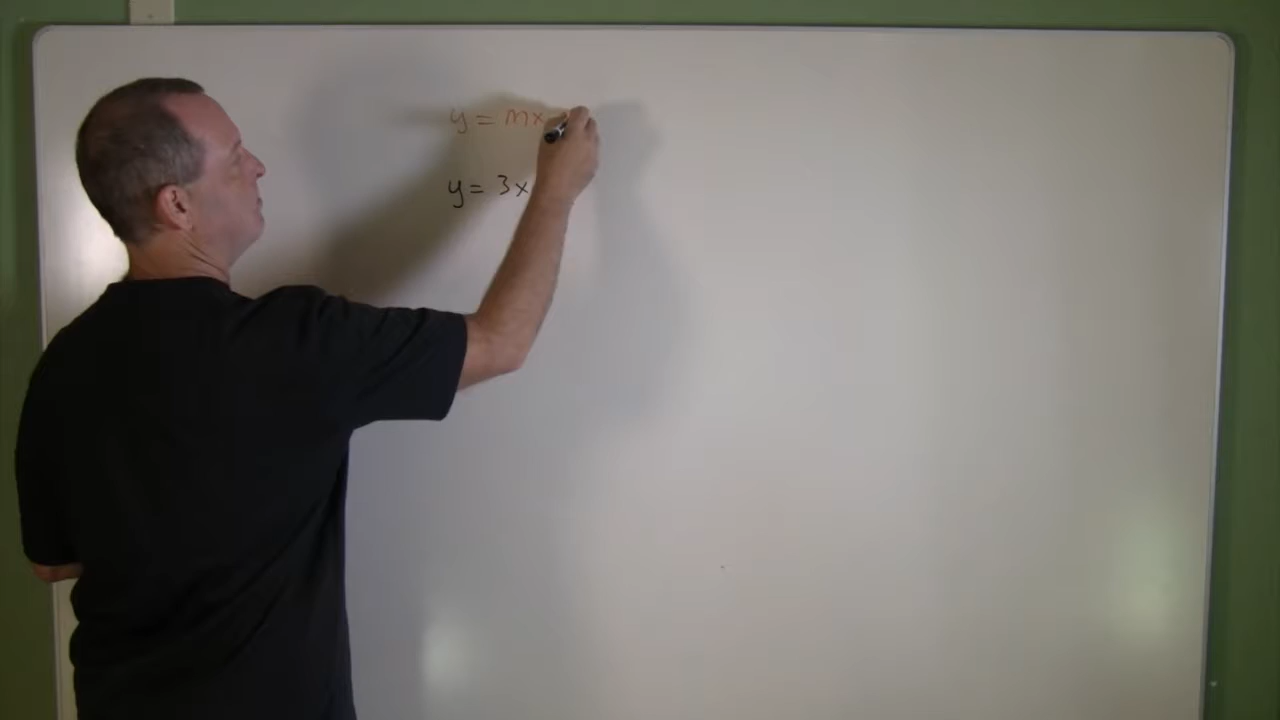 y = mx
y = 3x